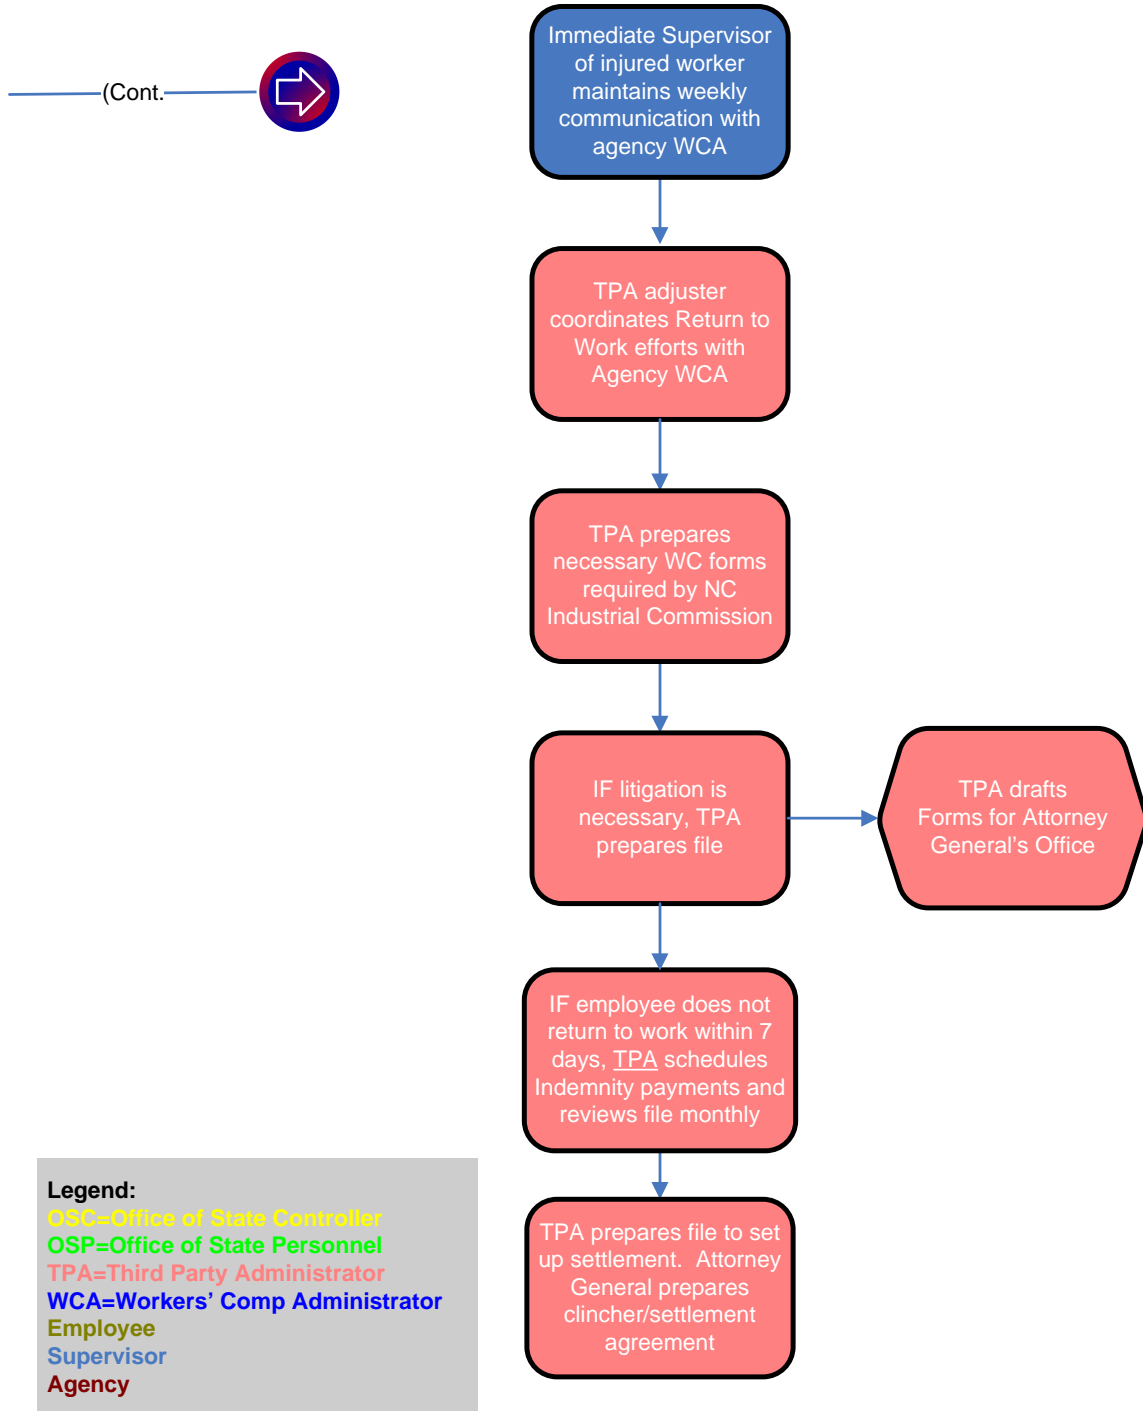 Immediate Supervisor
of injured worker
maintains weekly
communication with
agency WCA
(Cont.
TPA adjuster
coordinates Return to
Work efforts with
Agency WCA
TPA prepares
necessary WC forms
required by NC
Industrial Commission
IF litigation is
necessary, TPA
prepares file
TPA drafts
Forms for Attorney
General's Office
IF employee does not
return to work within 7
days, TPA schedules
Indemnity payments and
reviews file monthly
TPA prepares file to set
up settlement.  Attorney
General prepares
clincher/settlement
agreement
Legend:
OSC=Office of State Controller
OSP=Office of State Personnel
TPA=Third Party Administrator
WCA=Workers' Comp Administrator
Employee
Supervisor
Agency